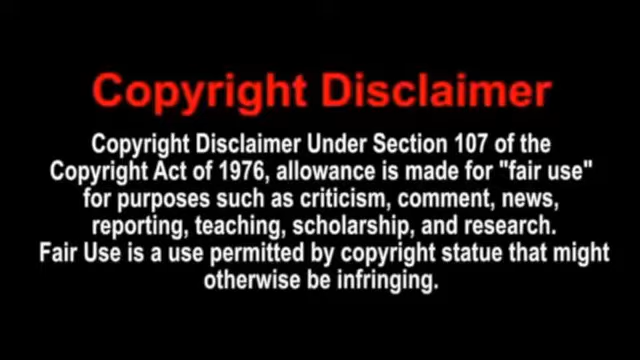 Copyright Disclaimer
Copyright Disclaimer Under Section 107 of the
Copyright Act of 1976, allowance is made for "fair use"
for purposes such as criticism, comment, news,
reporting, teaching, scholarship, and research.
Fair Use is a use permitted by copyright statue that might
otherwise be infringing.